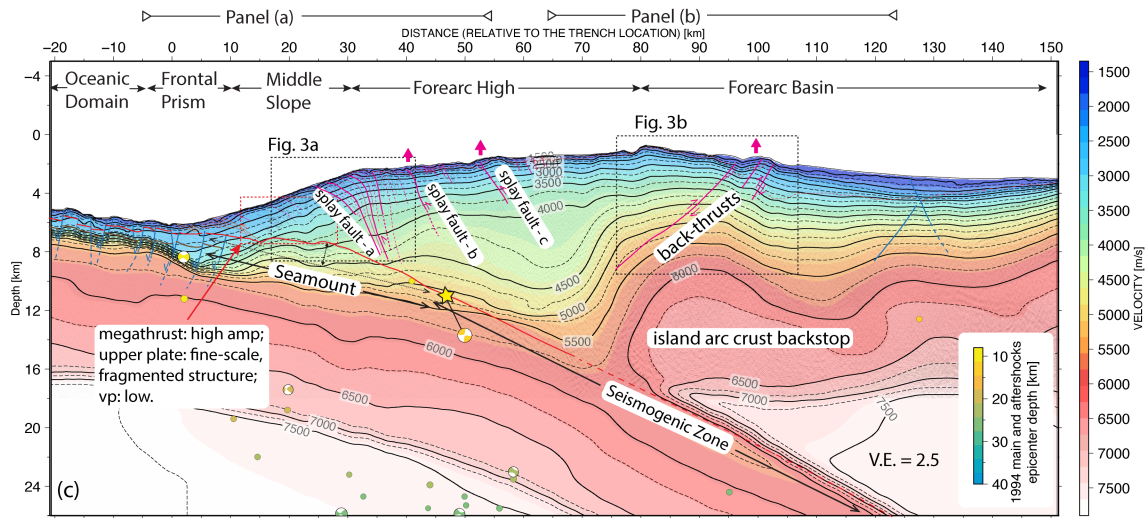 Panel (a)
Panel (b)
DISTANCE (RELATIVE TO THE TRENCH LOCATION) [km]
−20 −10 0 10 20 30 40 50 60 70 80 90 100 110 120 130 140 150
Oceanic
Domain
Frontal
Prism
Middle
Slope
Forearc High
Forearc Basin
−4
0
4
8
12
16
20
24
Depth [km]
Fig. 3a
Fig. 3b
splay fault - a
splay fault - b
splay fault - c
back-thrusts
Seamount
megathrust: high amp;
upper plate: fine-scale,
fragmented structure;
vp: low.
island arc crust backstop
Seismogenic Zone
V.E. = 2.5
(c)
3000
3500
4000
4500
5000
5500
6000
6000
6500
6500
7000
7000
7500
7500
10
20
30
40
1994 main and aftershocks
epicenter depth [km]
1500
2000
2500
3000
3500
4000
4500
5000
5500
6000
6500
7000
7500
VELOCITY [m/s]